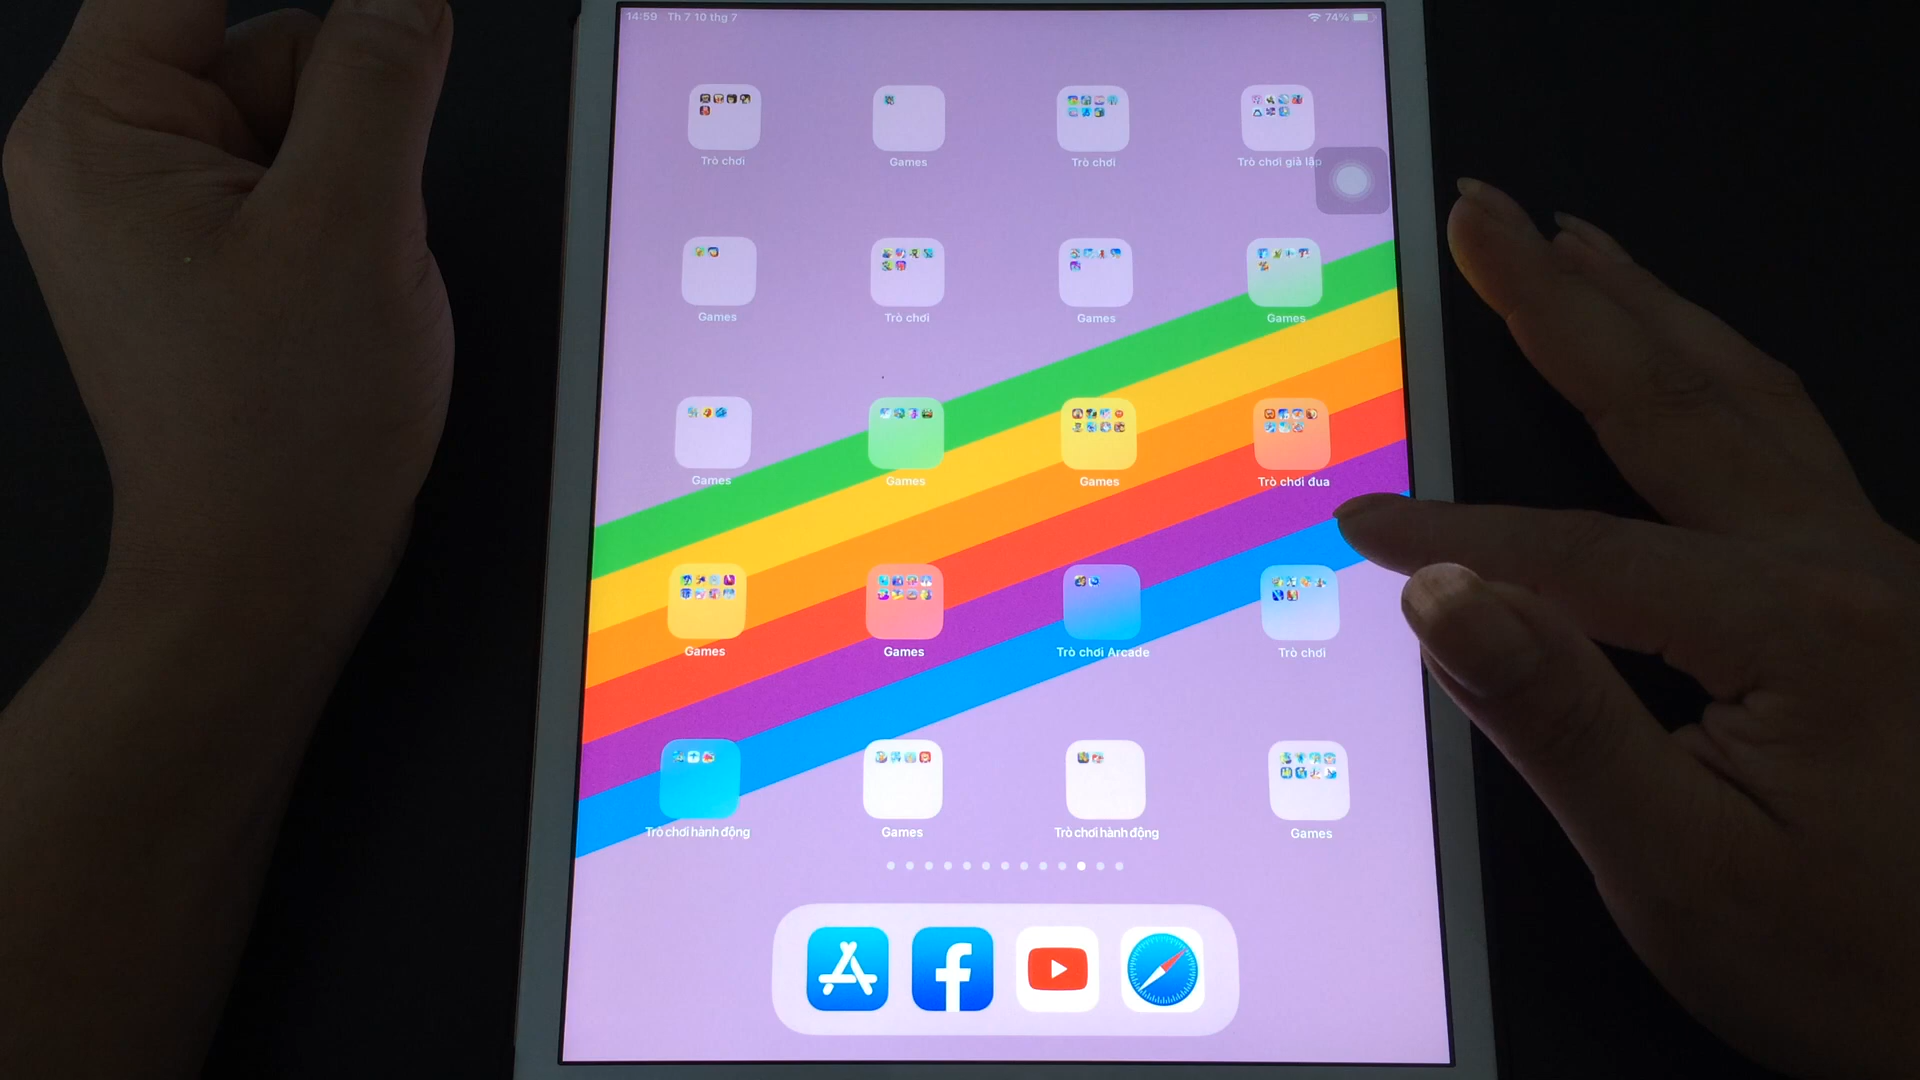 14:59 Th 7 10 thg 7
74%
Trò chơi
Games
Trò chơi
Trò chơi giả lập
Games
Trò chơi
Games
Games
Games
Games
Games
Trò chơi đua
Games
Games
Trò chơi Arcade
Trò chơi
Trò chơi hành động
Games
Trò chơi hành động
Games